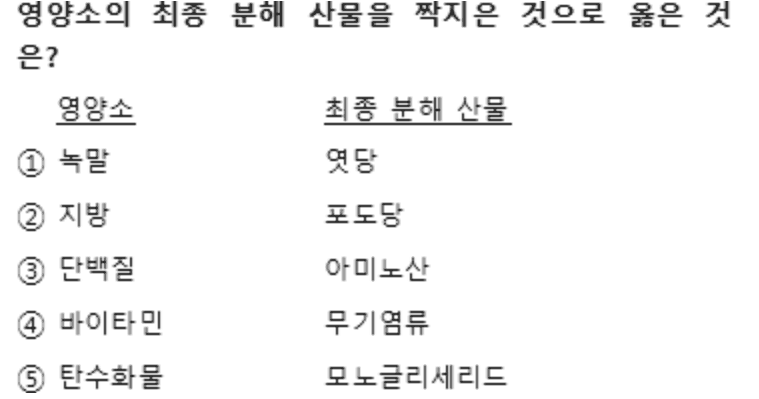 영양소의 최종 분해 산물을 짝지은 것으로 옳은 것
은?
영양소 최종 분해 산물
① 녹말 엿당
② 지방 포도당
③ 단백질 아미노산
④ 바이타민 무기염류
⑤ 탄수화물 모노글리세리드